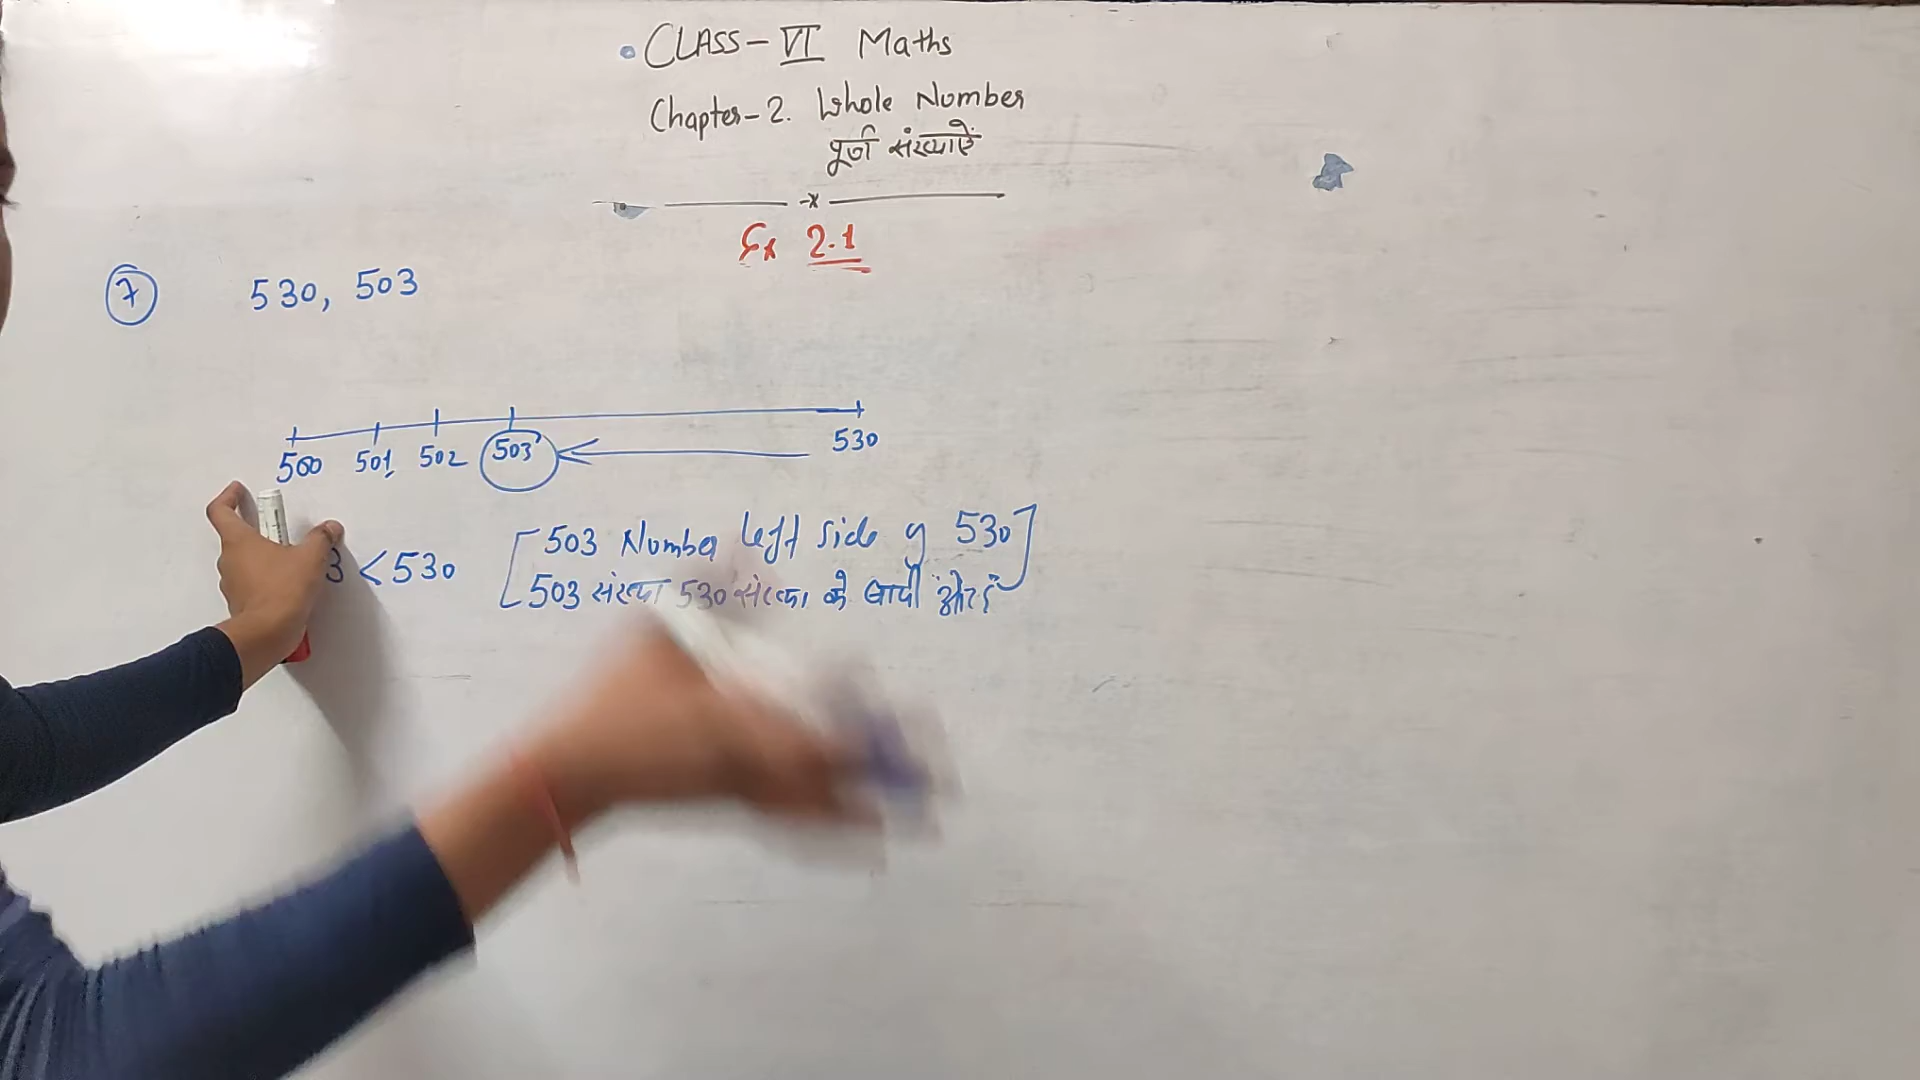 CLASS-VI Maths
Chapter-2. Whole Number
पूर्ण संख्याएें
x
Ex 2.1
7 530, 503
500 501 502 503 530
3 < 530 [503 Number left side of 530]
503 संख्या 530 संख्या के बायी ओर है